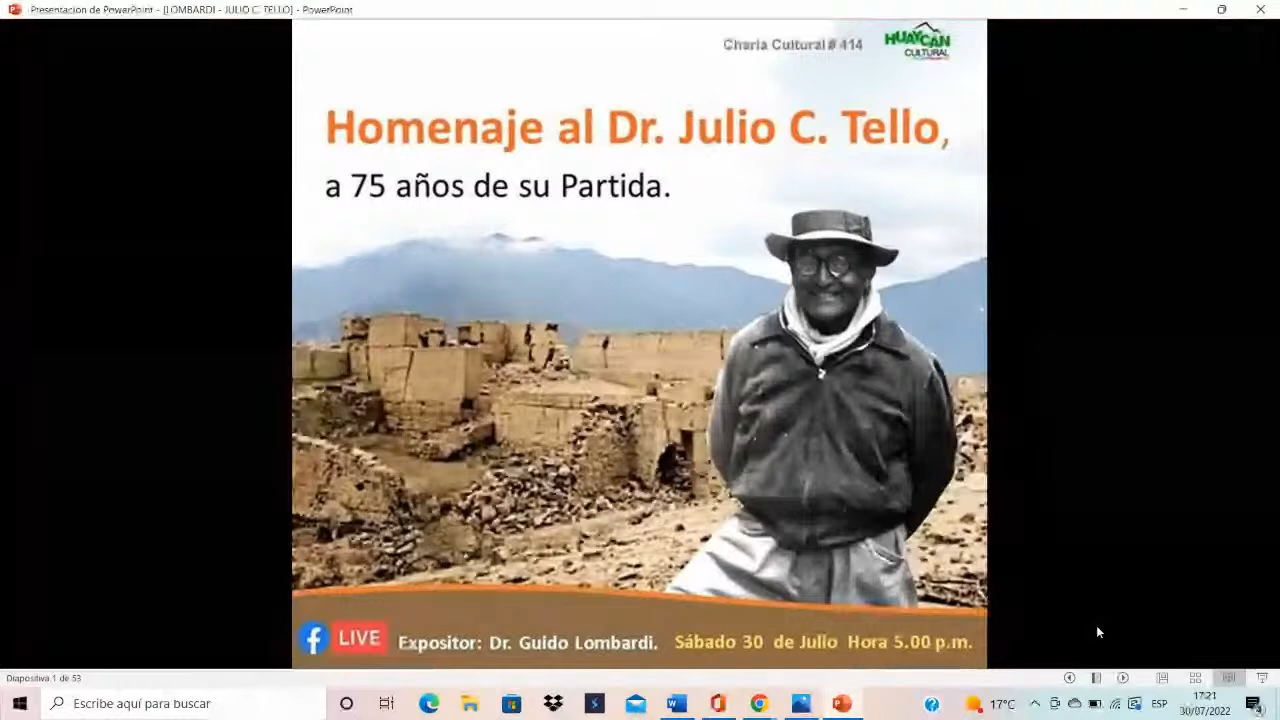 Presentación de PowerPoint - [LOMBARDI - JULIO C. TELLO] - PowerPoint
Charla Cultural # 414
HUAYCÁN
CULTURAL
Homenaje al Dr. Julio C. Tello,
a 75 años de su Partida.
f LIVE Expositor: Dr. Guido Lombardi. Sábado 30 de Julio Hora 5.00 p.m.
Diapositiva 1 de 53
Escribe aquí para buscar
17°C
ESP
17:21
30/07/2022